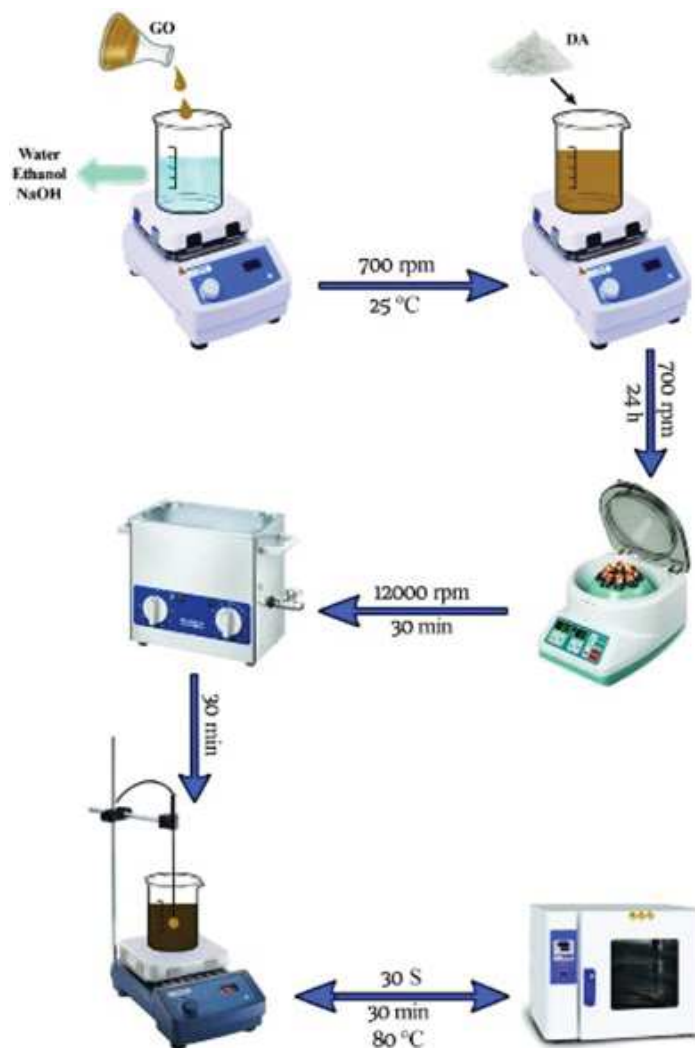 GO
DA
Water
Ethanol
NaOH
700 rpm
25 °C
700 rpm
24 h
12000 rpm
30 min
30 min
30 S
30 min
80 °C